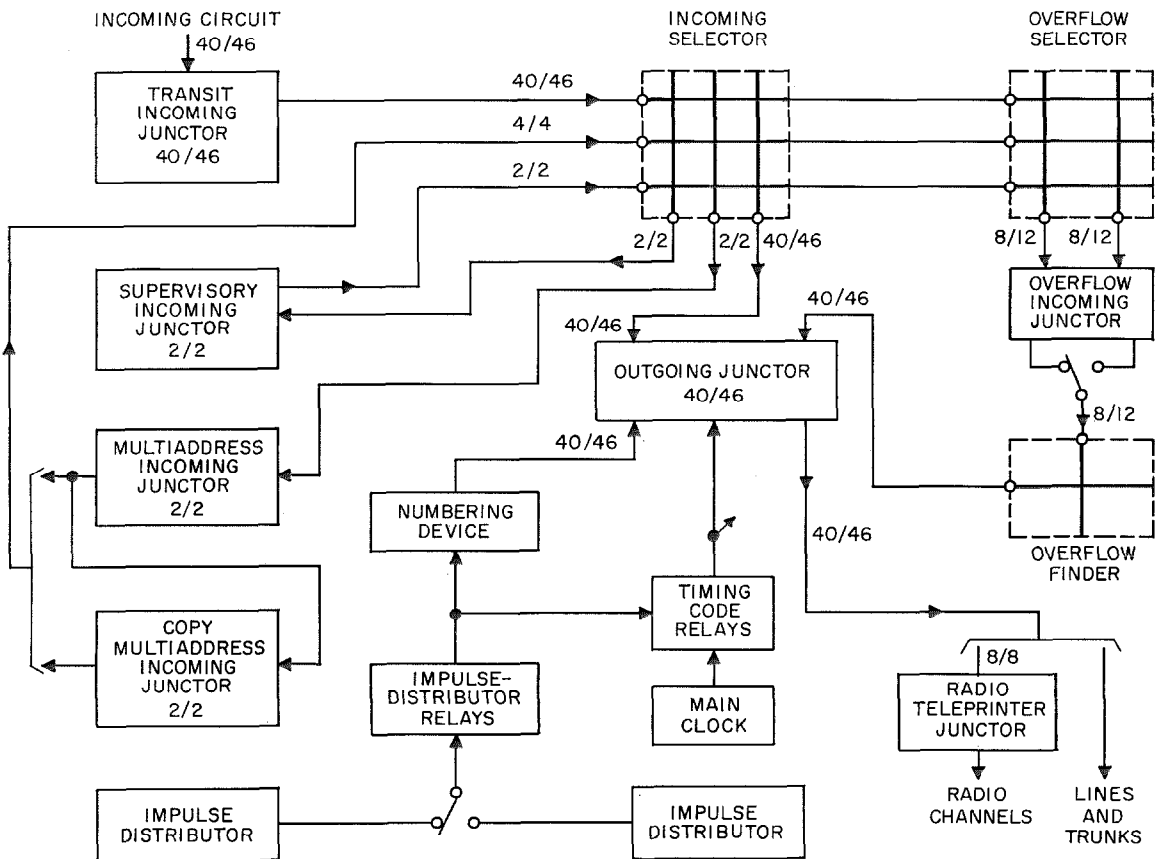 INCOMING CIRCUIT
40/46
TRANSIT
INCOMING
JUNCTOR
40/46
40/46
4/4
2/2
INCOMING
SELECTOR
OVERFLOW
SELECTOR
2/2
2/2
40/46
8/12
8/12
SUPERVISORY
INCOMING
JUNCTOR
2/2
OVERFLOW
INCOMING
JUNCTOR
40/46
40/46
OUTGOING JUNCTOR
40/46
8/12
MULTIADDRESS
INCOMING
JUNCTOR
2/2
40/46
NUMBERING
DEVICE
40/46
OVERFLOW
FINDER
COPY
MULTIADDRESS
INCOMING
JUNCTOR
2/2
TIMING
CODE
RELAYS
IMPULSE-
DISTRIBUTOR
RELAYS
MAIN
CLOCK
8/8
RADIO
TELEPRINTER
JUNCTOR
RADIO
CHANNELS
LINES
AND
TRUNKS
IMPULSE
DISTRIBUTOR
IMPULSE
DISTRIBUTOR